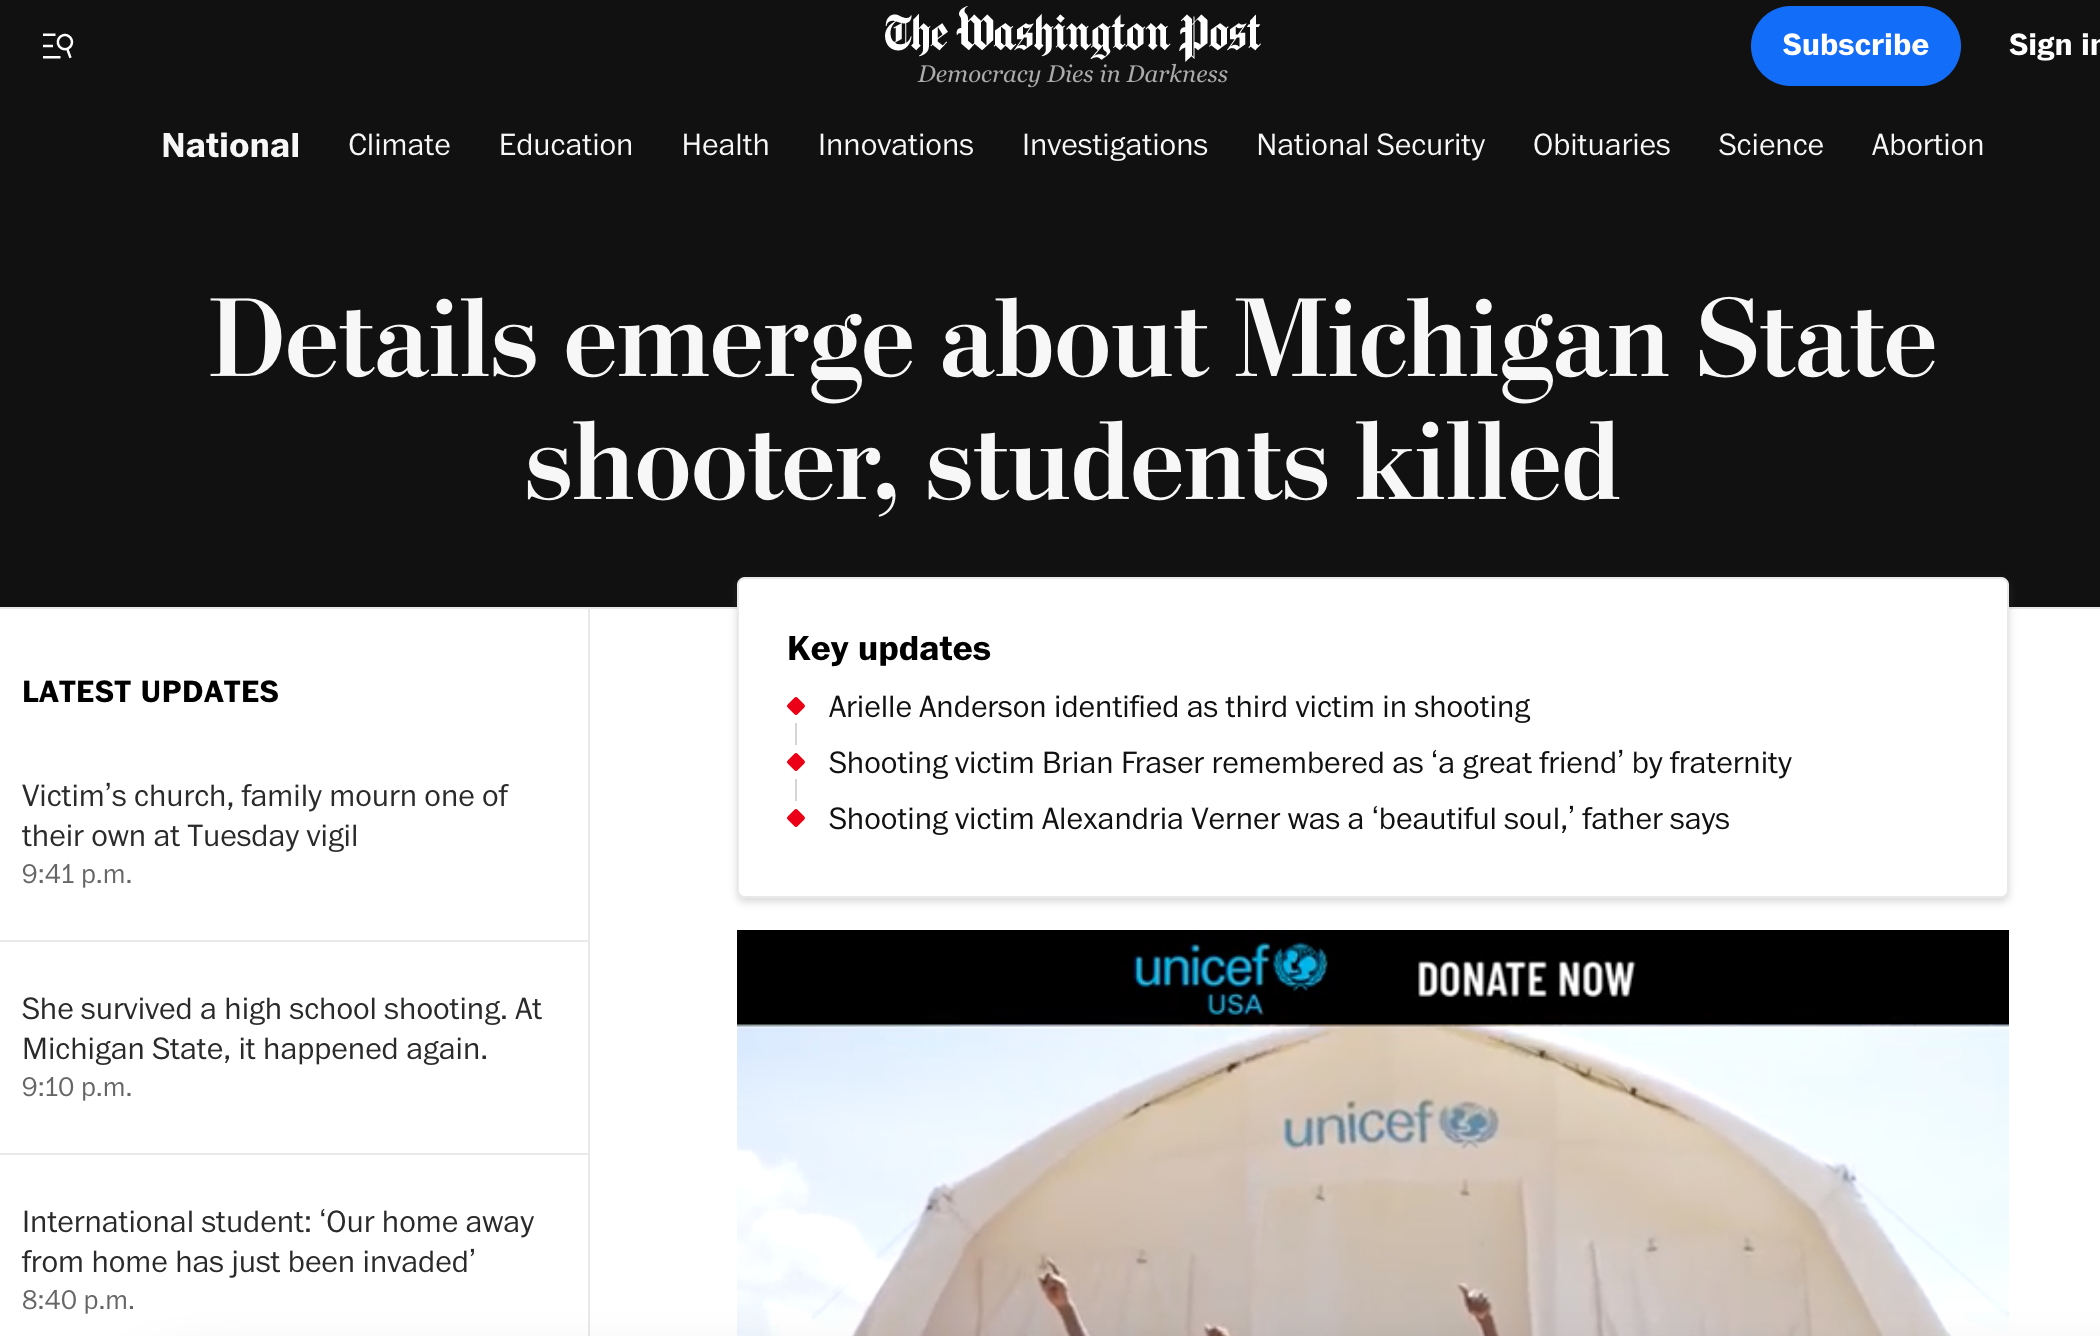 The Washington Post
Democracy Dies in Darkness
Subscribe
Sign in
National Climate Education Health Innovations Investigations National Security Obituaries Science Abortion
Details emerge about Michigan State
shooter, students killed
LATEST UPDATES
Victim’s church, family mourn one of
their own at Tuesday vigil
9:41 p.m.
She survived a high school shooting. At
Michigan State, it happened again.
9:10 p.m.
International student: ‘Our home away
from home has just been invaded’
8:40 p.m.
Key updates
Arielle Anderson identified as third victim in shooting
Shooting victim Brian Fraser remembered as ‘a great friend’ by fraternity
Shooting victim Alexandria Verner was a ‘beautiful soul,’ father says
unicef
USA
DONATE NOW
unicef